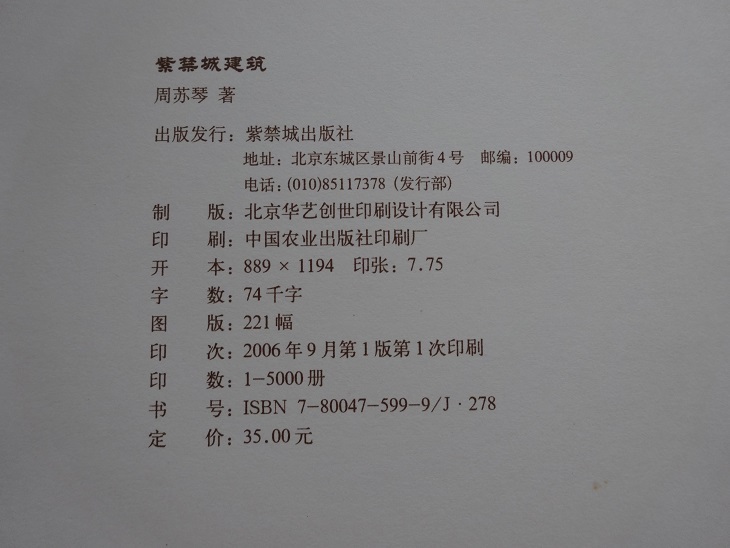 紫禁城建筑
周苏琴 著
出版发行：紫禁城出版社
地址：北京东城区景山前街4号 邮编：100009
电话：(010)85117378（发行部）
制 版：北京华艺创世印刷设计有限公司
印 刷：中国农业出版社印刷厂
开 本：889 × 1194 印张：7.75
字 数：74千字
图 版：221幅
印 次：2006年9月第1版第1次印刷
印 数：1-5000册
书 号：ISBN 7-80047-599-9/J·278
定 价：35.00元